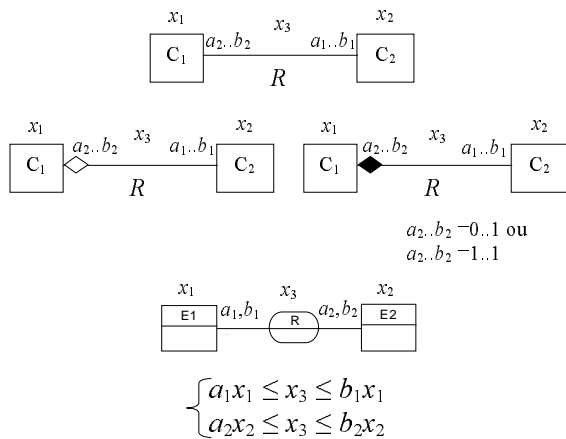 x₁ x₃ x₂
C₁ a₂..b₂ a₁..b₁ C₂
R
x₁ x₃ x₂
C₁ a₂..b₂ a₁..b₁ C₂
R
x₁ x₃ x₂
C₁ a₂..b₂ a₁..b₁ C₂
R
a₂..b₂ =0..1 ou
a₂..b₂ =1..1
x₁ x₃ x₂
E1 a₁,b₁ R a₂,b₂ E2
a₁x₁ ≤ x₃ ≤ b₁x₁
a₂x₂ ≤ x₃ ≤ b₂x₂